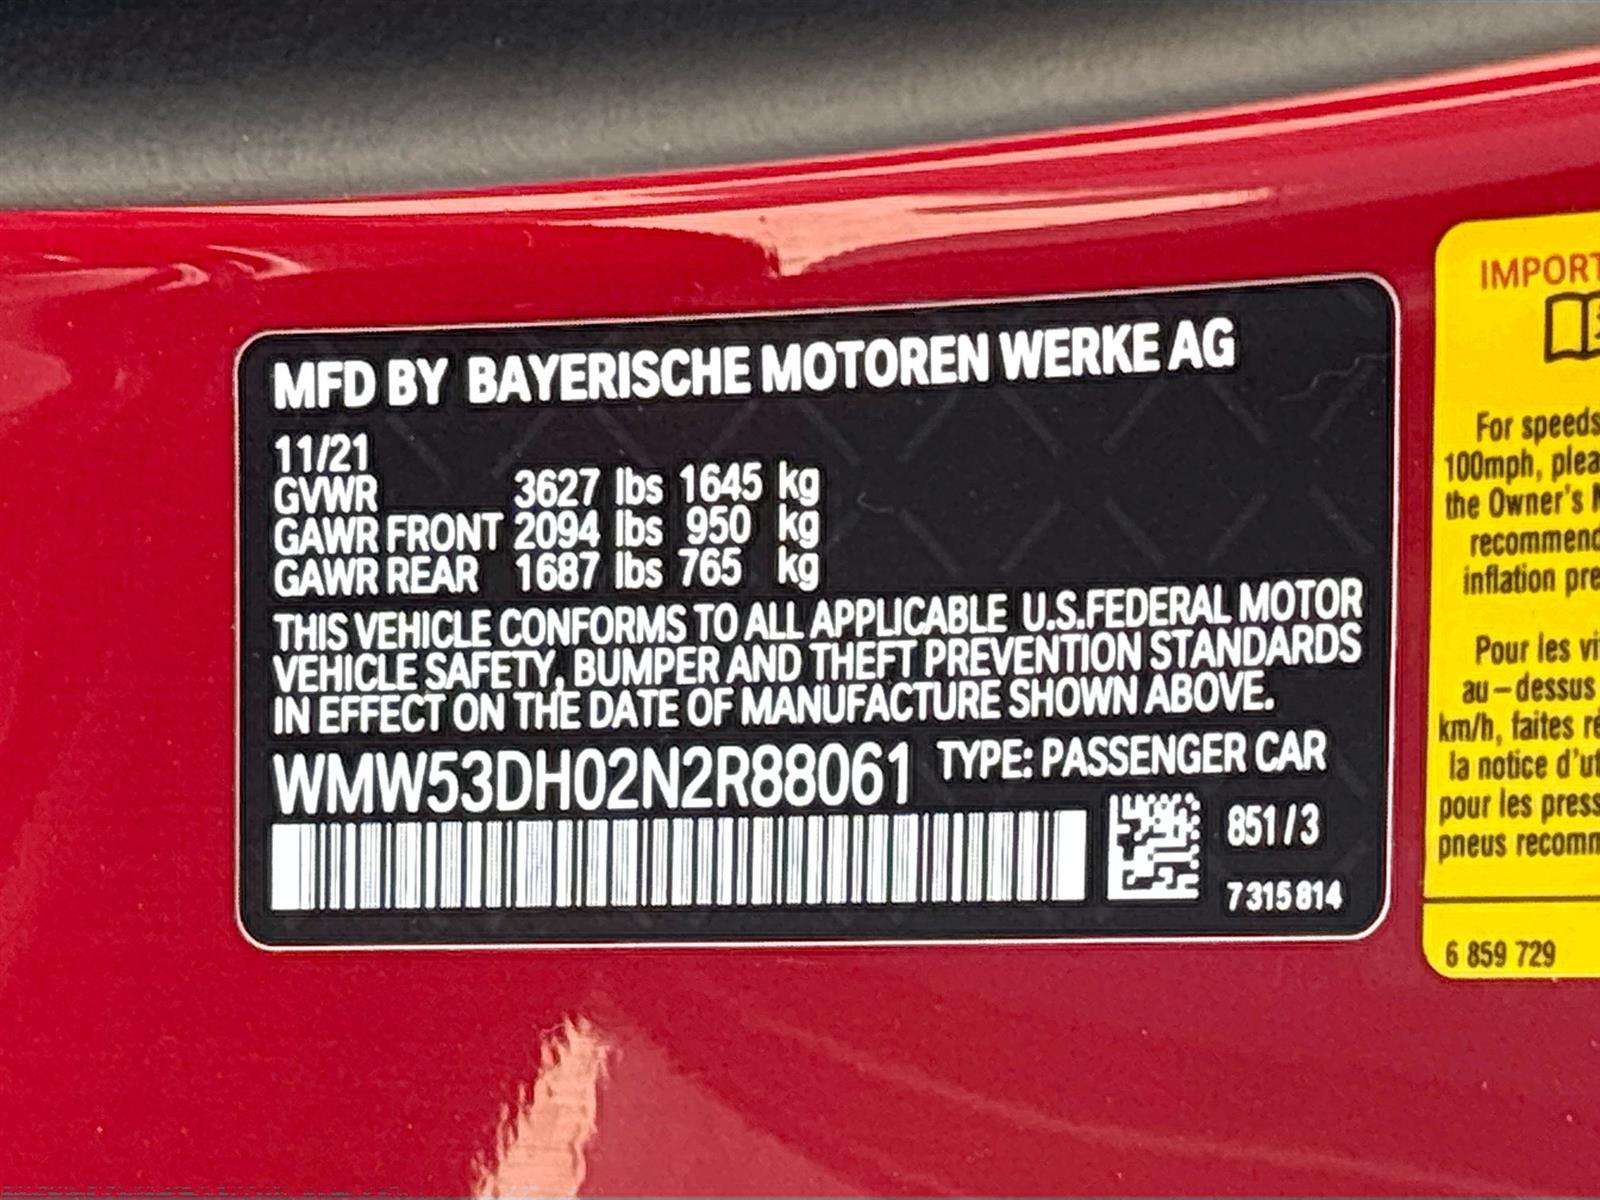 MFD BY BAYERISCHE MOTOREN WERKE AG
11/21
GVWR 3627 lbs 1645 kg
GAWR FRONT 2094 lbs 950 kg
GAWR REAR 1687 lbs 765 kg
THIS VEHICLE CONFORMS TO ALL APPLICABLE U.S.FEDERAL MOTOR
VEHICLE SAFETY, BUMPER AND THEFT PREVENTION STANDARDS
IN EFFECT ON THE DATE OF MANUFACTURE SHOWN ABOVE.
WMW53DH02N2R88061 TYPE: PASSENGER CAR
851/3
7315814
IMPORT
For speeds
100mph, plea
the Owner's
recommend
inflation pre
Pour les vi
au-dessus
km/h, faites ré
la notice d'ut
pour les press
pneus recomm
6 859 729